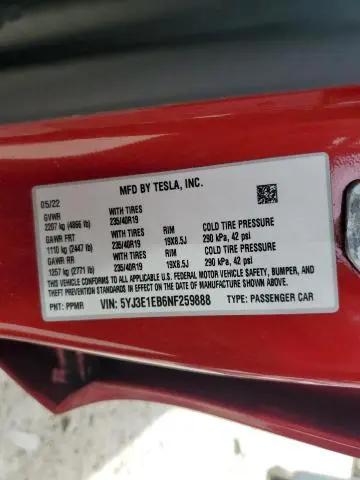 MFD BY TESLA, INC.
05/22
GVWR WITH TIRES
2207 kg (4866 lb) 235/40R19
GAWR FRT WITH TIRES RIM COLD TIRE PRESSURE
1110 kg (2447 lb) 235/40R19 19X8.5J 290 kPa, 42 psi
GAWR RR WITH TIRES RIM COLD TIRE PRESSURE
1257 kg (2771 lb) 235/40R19 19X8.5J 290 kPa, 42 psi
THIS VEHICLE CONFORMS TO ALL APPLICABLE FEDERAL MOTOR VEHICLE SAFETY, BUMPER, AND
THEFT PREVENTION STANDARDS IN EFFECT ON THE DATE OF MANUFACTURE SHOWN ABOVE.
PNT: PPMR VIN: 5YJ3E1EB6NF259888 TYPE: PASSENGER CAR